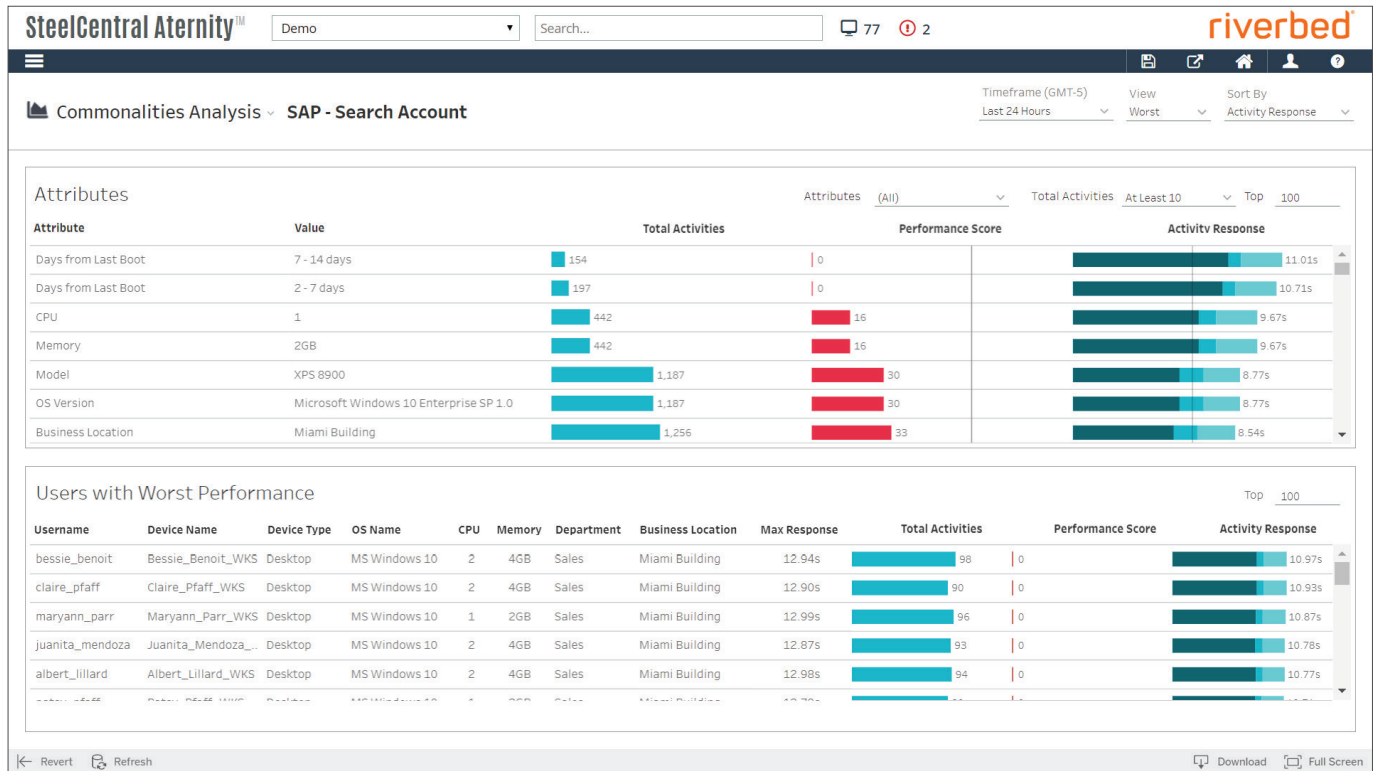 SteelCentral Aternity™ Demo Search... 77 2 riverbed
Commonalities Analysis SAP - Search Account
Timeframe (GMT-5) View Sort By
Last 24 Hours Worst Activity Response
Attributes Attributes (All) Total Activities At Least 10 Top 100
Attribute Value Total Activities Performance Score Activity Response
Days from Last Boot 7 - 14 days 154 0 11.01s
Days from Last Boot 2 - 7 days 197 0 10.71s
CPU 1 442 16 9.67s
Memory 2GB 442 16 9.67s
Model XPS 8900 1,187 30 8.77s
OS Version Microsoft Windows 10 Enterprise SP 1.0 1,187 30 8.77s
Business Location Miami Building 1,256 33 8.54s
Users with Worst Performance Top 100
Username Device Name Device Type OS Name CPU Memory Department Business Location Max Response Total Activities Performance Score Activity Response
bessie_benoit Bessie_Benoit_WKS Desktop MS Windows 10 2 4GB Sales Miami Building 12.94s 98 0 10.97s
claire_pfaff Claire_Pfaff_WKS Desktop MS Windows 10 2 4GB Sales Miami Building 12.90s 90 0 10.93s
maryann_parr Maryann_Parr_WKS Desktop MS Windows 10 1 2GB Sales Miami Building 12.99s 96 0 10.87s
juanita_mendoza Juanita_Mendoza_.. Desktop MS Windows 10 2 4GB Sales Miami Building 12.87s 93 0 10.78s
albert_lillard Albert_Lillard_WKS Desktop MS Windows 10 2 4GB Sales Miami Building 12.98s 94 0 10.77s
Revert Refresh Download Full Screen